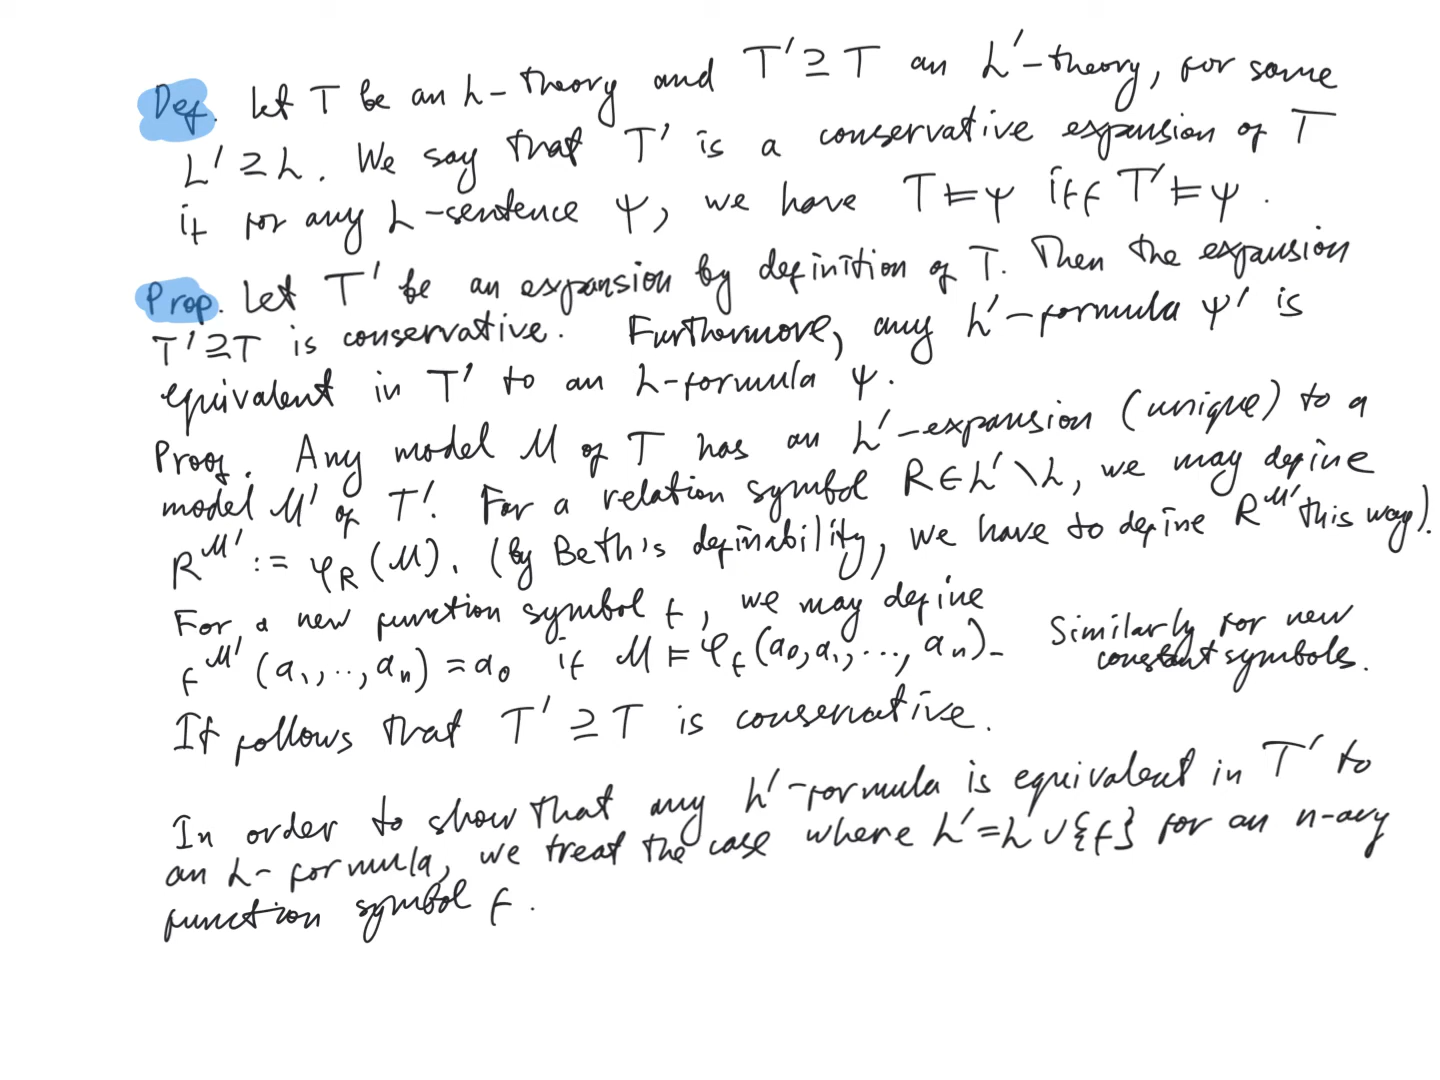 Def. Let T be an L-theory and T' ⊇ T an L'-theory, for some
L' ⊇ L. We say that T' is a conservative expansion of T
if for any L-sentence ψ, we have T ⊨ ψ iff T' ⊨ ψ.
Prop. Let T' be an expansion by definition of T. Then the expansion
T' ⊇ T is conservative. Furthermore, any L'-formula ψ' is
equivalent in T' to an L-formula ψ.
Proof. Any model M of T has an L'-expansion (unique) to a
model M' of T'. For a relation symbol R ∈ L' \ L, we may define
R^M' := φ_R (M). (By Beth's definability, we have to define R^M' this way).
For a new function symbol f, we may define
f^M' (a₁, .., aₙ) = a₀ if M ⊨ φ_f (a₀, a₁, ..., aₙ). Similarly for new
constant symbols.
It follows that T' ⊇ T is conservative.
In order to show that any L'-formula is equivalent in T' to
an L-formula, we treat the case where L' = L ∪ {f} for an n-ary
function symbol f.